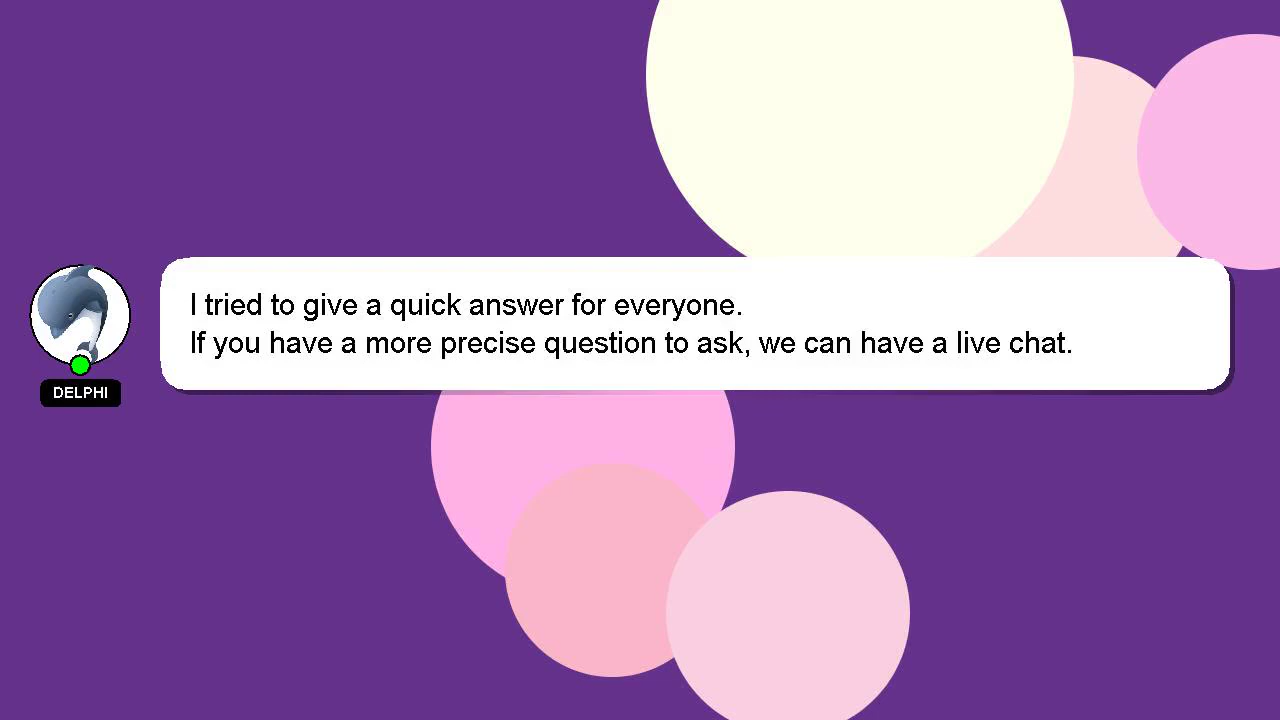 I tried to give a quick answer for everyone.
If you have a more precise question to ask, we can have a live chat.
DELPHI